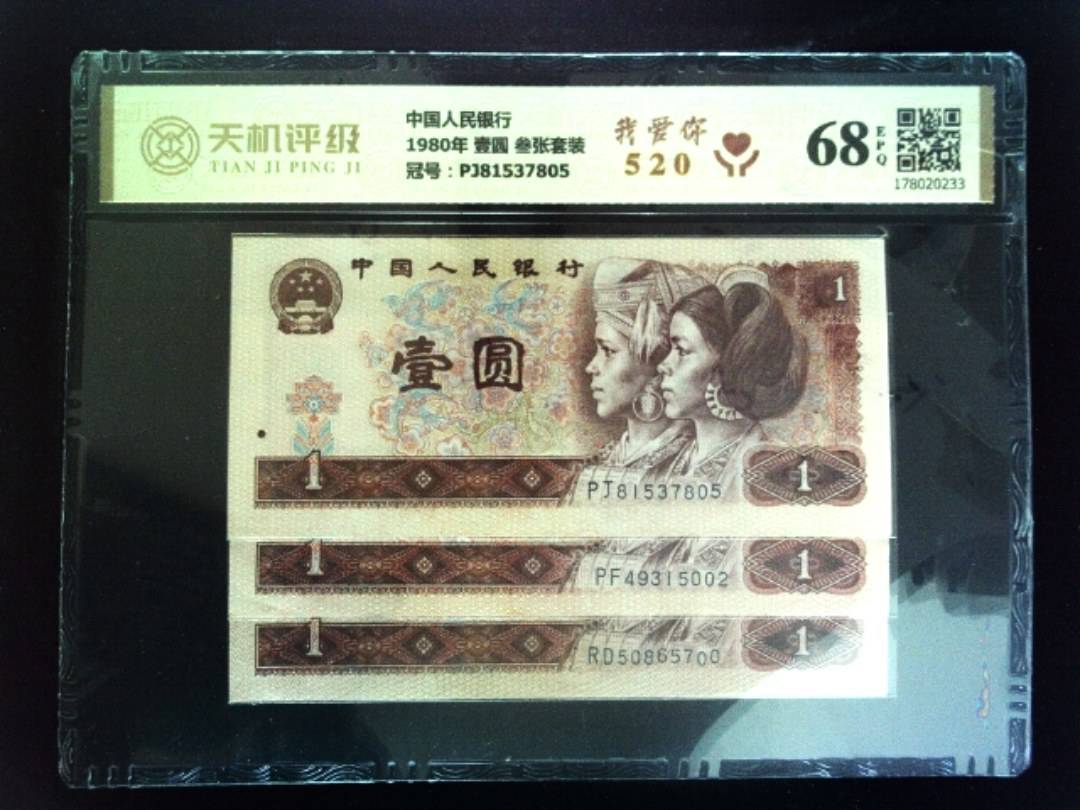 天机评级
TIAN JI PING JI
中国人民银行
1980年 壹圆 叁张套装
冠号：PJ81537805
我爱你
520
68
EPQ
178020233
中国人民银行
壹圆
1
1
PJ81537805
1
1
PF49315002
1
1
RD50865700
1